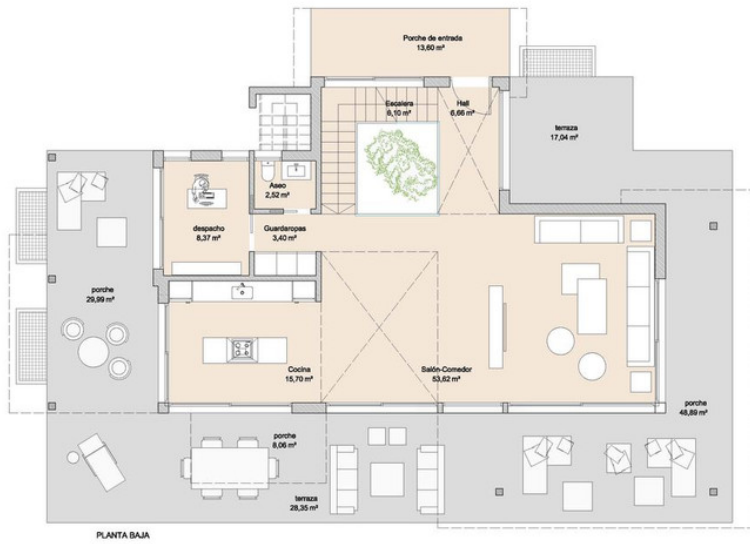 Porche de entrada
13,60 m²
Escalera
6,10 m²
Hall
6,66 m²
terraza
17,04 m²
Aseo
2,52 m²
despacho
8,37 m²
Guardaropas
3,40 m²
porche
29,99 m²
Cocina
15,70 m²
Salón-Comedor
53,62 m²
porche
48,89 m²
porche
8,06 m²
terraza
28,35 m²
PLANTA BAJA